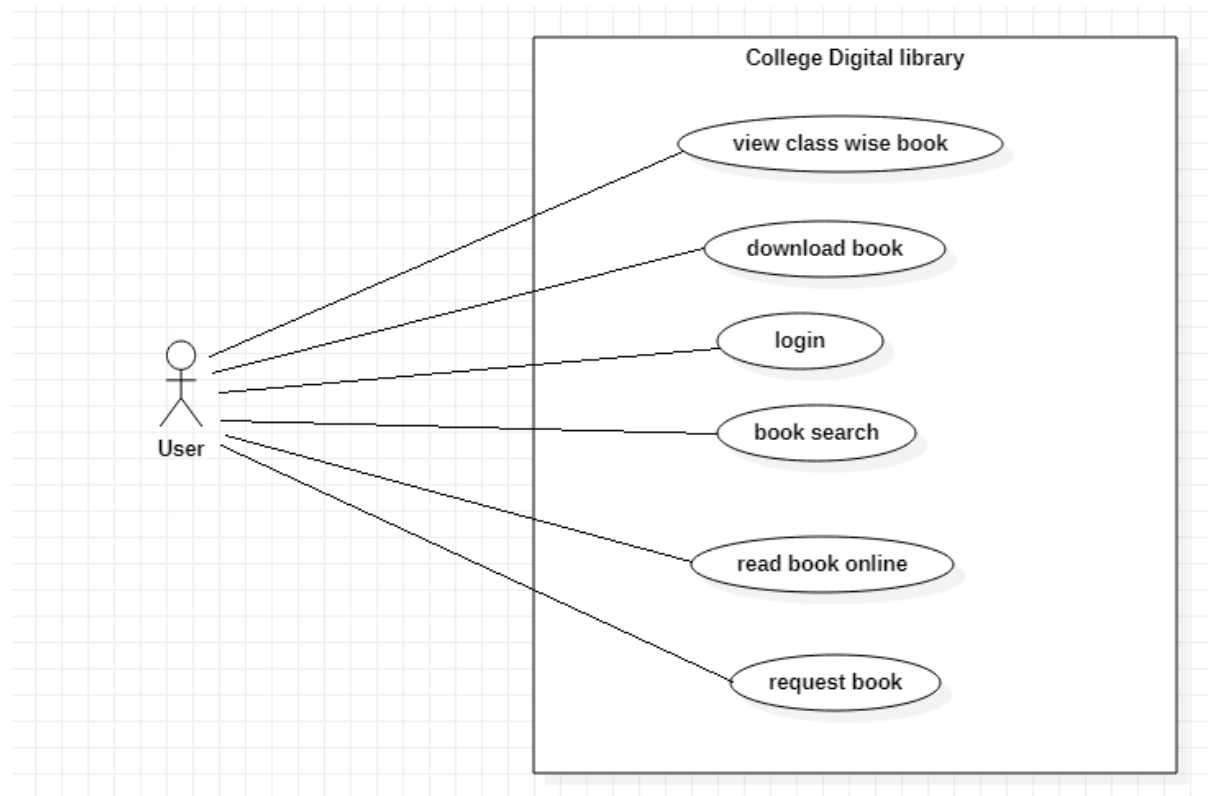 College Digital library
view class wise book
download book
login
book search
User
read book online
request book